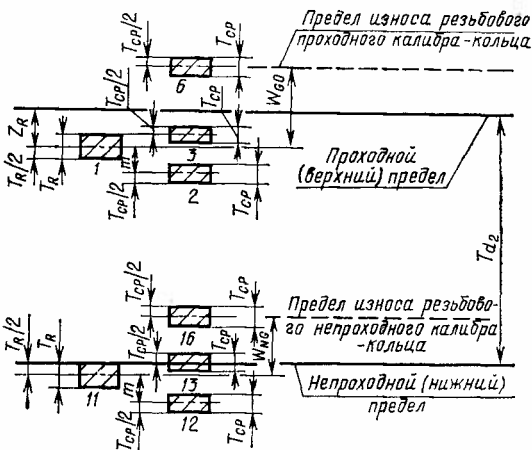 T_CP/2
T_CP
Предел износа резьбового
проходного калибра-кольца
6
T_CP/2
T_CP
W_GO
Z_R
T_R/2
T_R
1
m
3
2
T_CP/2
T_CP
Проходной
(верхний) предел
T_d2
T_CP/2
T_CP
Предел износа резьбово-
го непроходного калибра
-кольца
16
T_R/2
T_R
T_CP/2
T_CP
W_NG
13
Непроходной (нижний)
предел
11
m
12
T_CP/2
T_CP